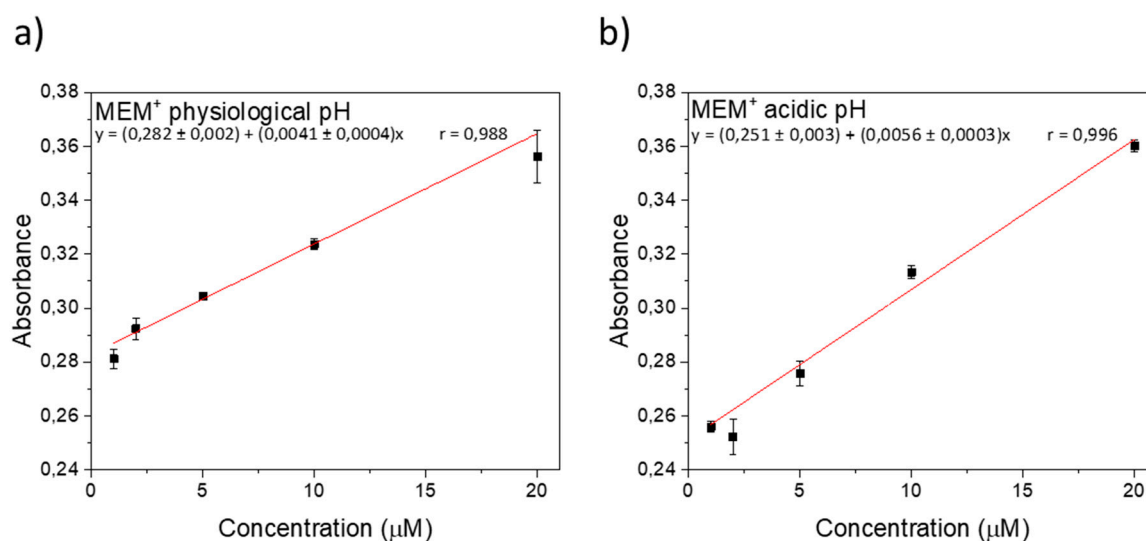 a)
MEM⁺ physiological pH
y = (0,282 ± 0,002) + (0,0041 ± 0,0004)x r = 0,988
0,38
0,36
0,34
0,32
0,30
0,28
0,26
0,24
Absorbance
0 5 10 15 20
Concentration (μM)
b)
MEM⁺ acidic pH
y = (0,251 ± 0,003) + (0,0056 ± 0,0003)x r = 0,996
0,38
0,36
0,34
0,32
0,30
0,28
0,26
0,24
Absorbance
0 5 10 15 20
Concentration (μM)